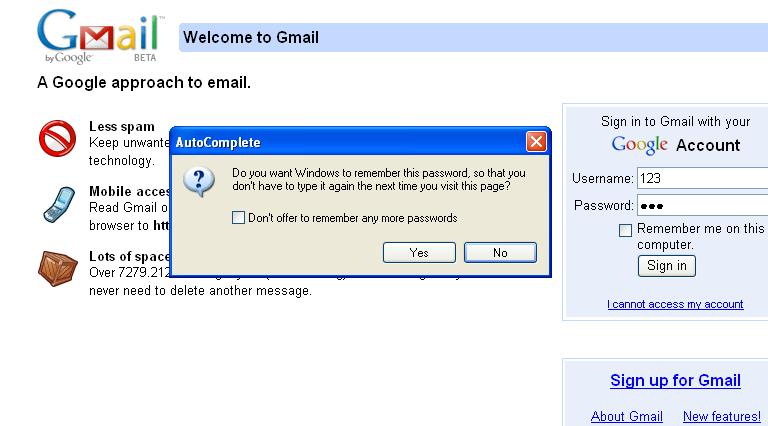 Gmail
by Google BETA
Welcome to Gmail
A Google approach to email.
Less spam
Keep unwante
technology.
Mobile acces
Read Gmail o
browser to htt
Lots of space
Over 7279.212
never need to delete another message.
AutoComplete
Do you want Windows to remember this password, so that you
don't have to type it again the next time you visit this page?
Don't offer to remember any more passwords
Yes No
Sign in to Gmail with your
Google Account
Username: 123
Password: •••
Remember me on this
computer.
Sign in
I cannot access my account
Sign up for Gmail
About Gmail New features!